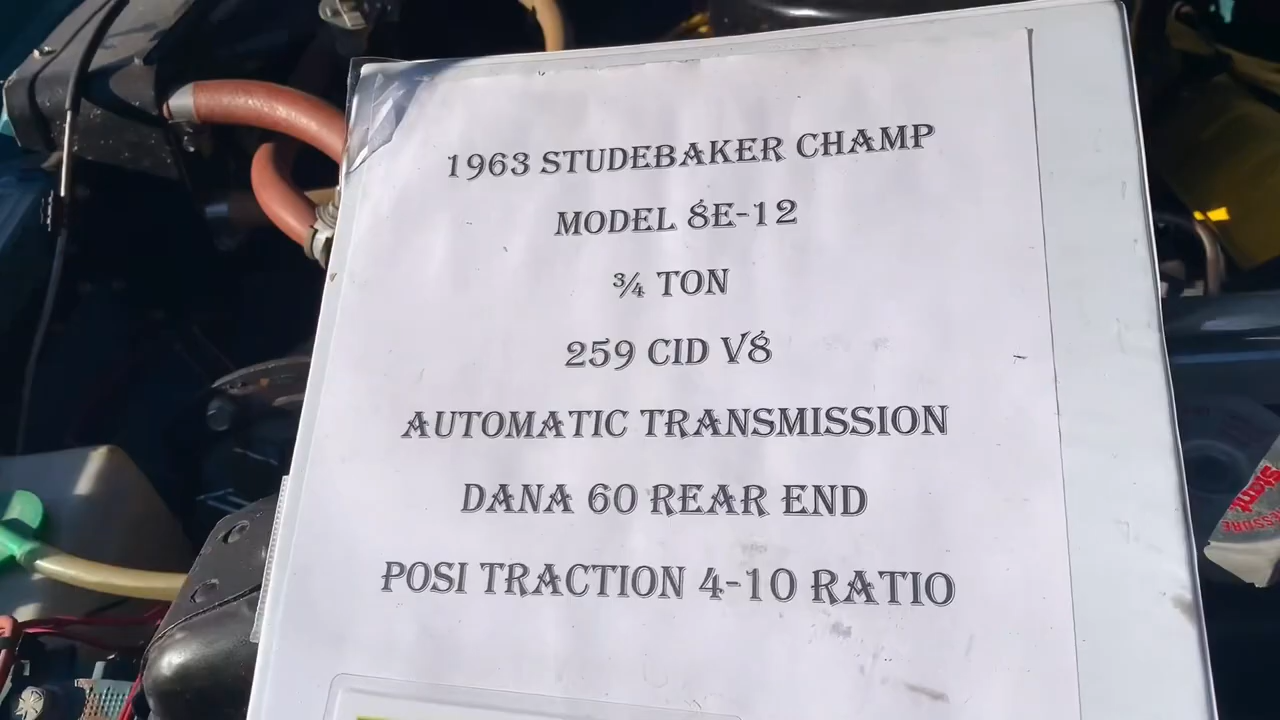 1963 STUDEBAKER CHAMP
MODEL 8E-12
¾ TON
259 CID V8
AUTOMATIC TRANSMISSION
DANA 60 REAR END
POSI TRACTION 4-10 RATIO